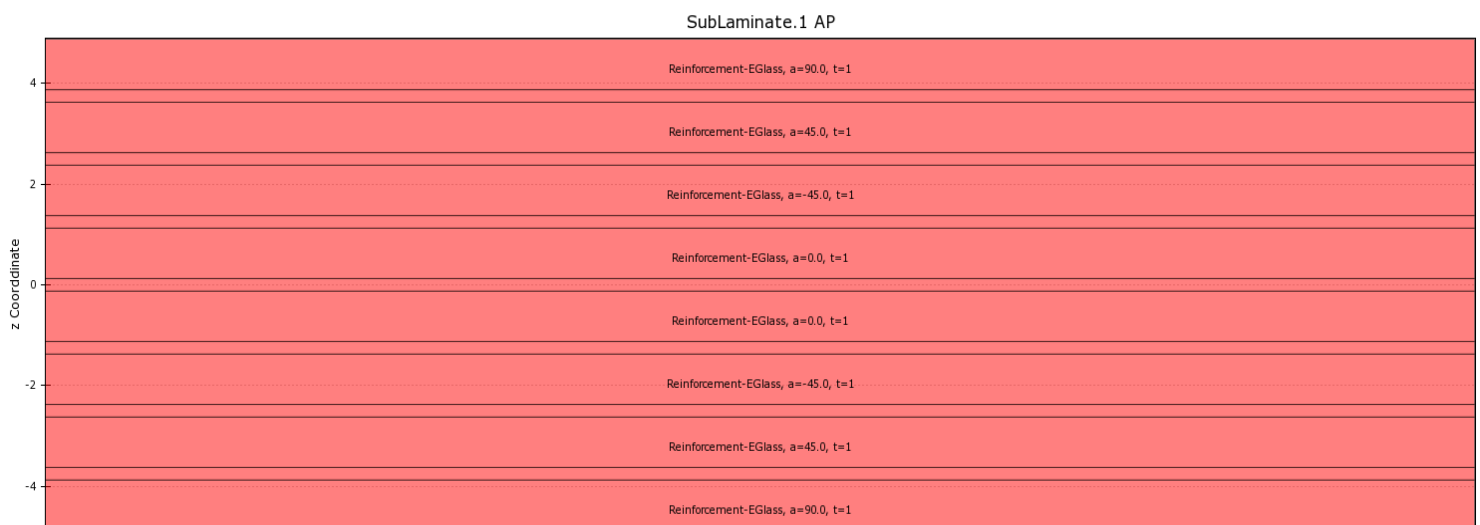 SubLaminate.1 AP
Reinforcement-EGlass, a=90.0, t=1
4
Reinforcement-EGlass, a=45.0, t=1
2
Reinforcement-EGlass, a=-45.0, t=1
z Coorddinate
Reinforcement-EGlass, a=0.0, t=1
0
Reinforcement-EGlass, a=0.0, t=1
-2
Reinforcement-EGlass, a=-45.0, t=1
Reinforcement-EGlass, a=45.0, t=1
-4
Reinforcement-EGlass, a=90.0, t=1